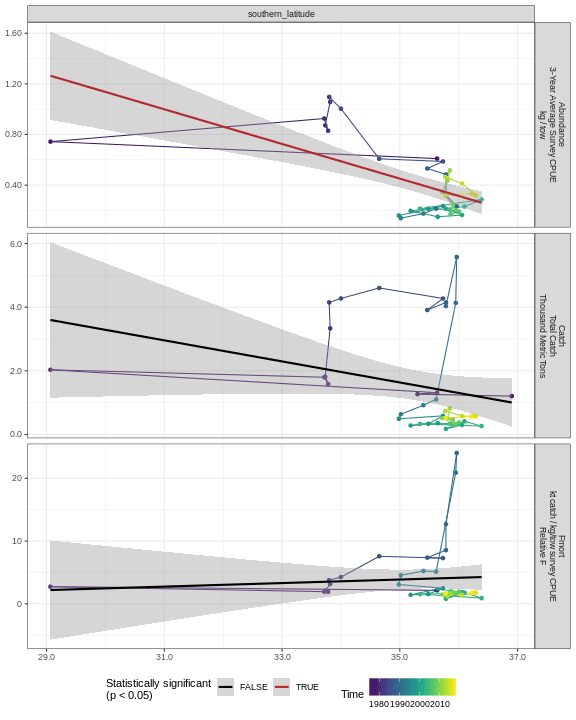 southern_latitude
1.60
1.20
0.80
0.40
Abundance
3-Year Average Survey CPUE
kg / tow
6.0
4.0
2.0
0.0
Catch
Total Catch
Thousand Metric Tons
20
10
0
Fmort
kt catch / kg/tow survey CPUE
Relative F
29.0 31.0 33.0 35.0 37.0
Statistically significant
(p < 0.05)
FALSE TRUE
Time
1980199020002010